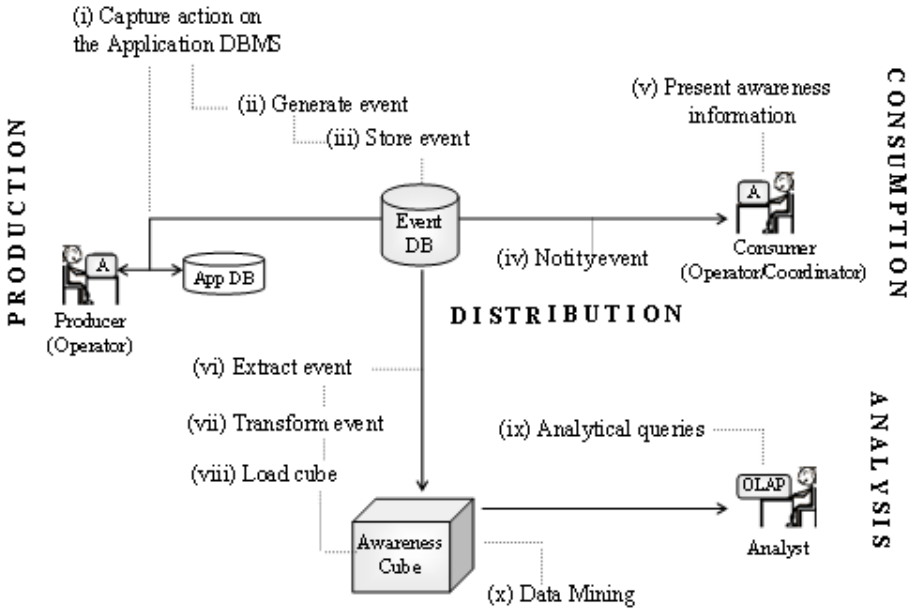 (i) Capture action on
the Application DBMS
(ii) Generate event
(iii) Store event
(v) Present awareness
information
PRODUCTION
CONSUMPTION
A
Event
DB
A
App DB
Producer
(Operator)
(iv) Notityevent
Consumer
(Operator/Coordinator)
DISTRIBUTION
(vi) Extract event
(vii) Transform event
(viii) Load cube
(ix) Analytical queries
ANALYSIS
OLAP
Analyst
Awareness
Cube
(x) Data Mining